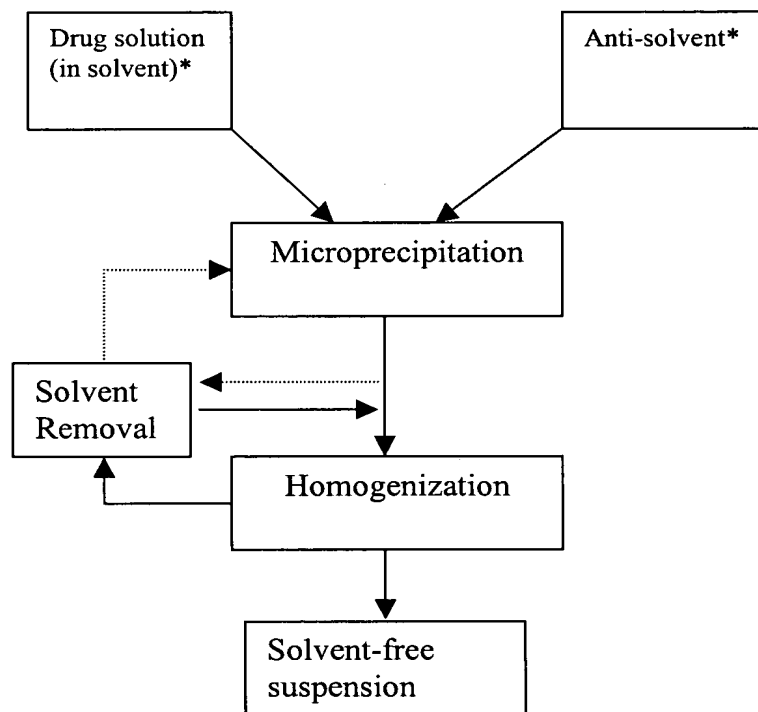 Drug solution
(in solvent)*
Anti-solvent*
Microprecipitation
Solvent
Removal
Homogenization
Solvent-free
suspension